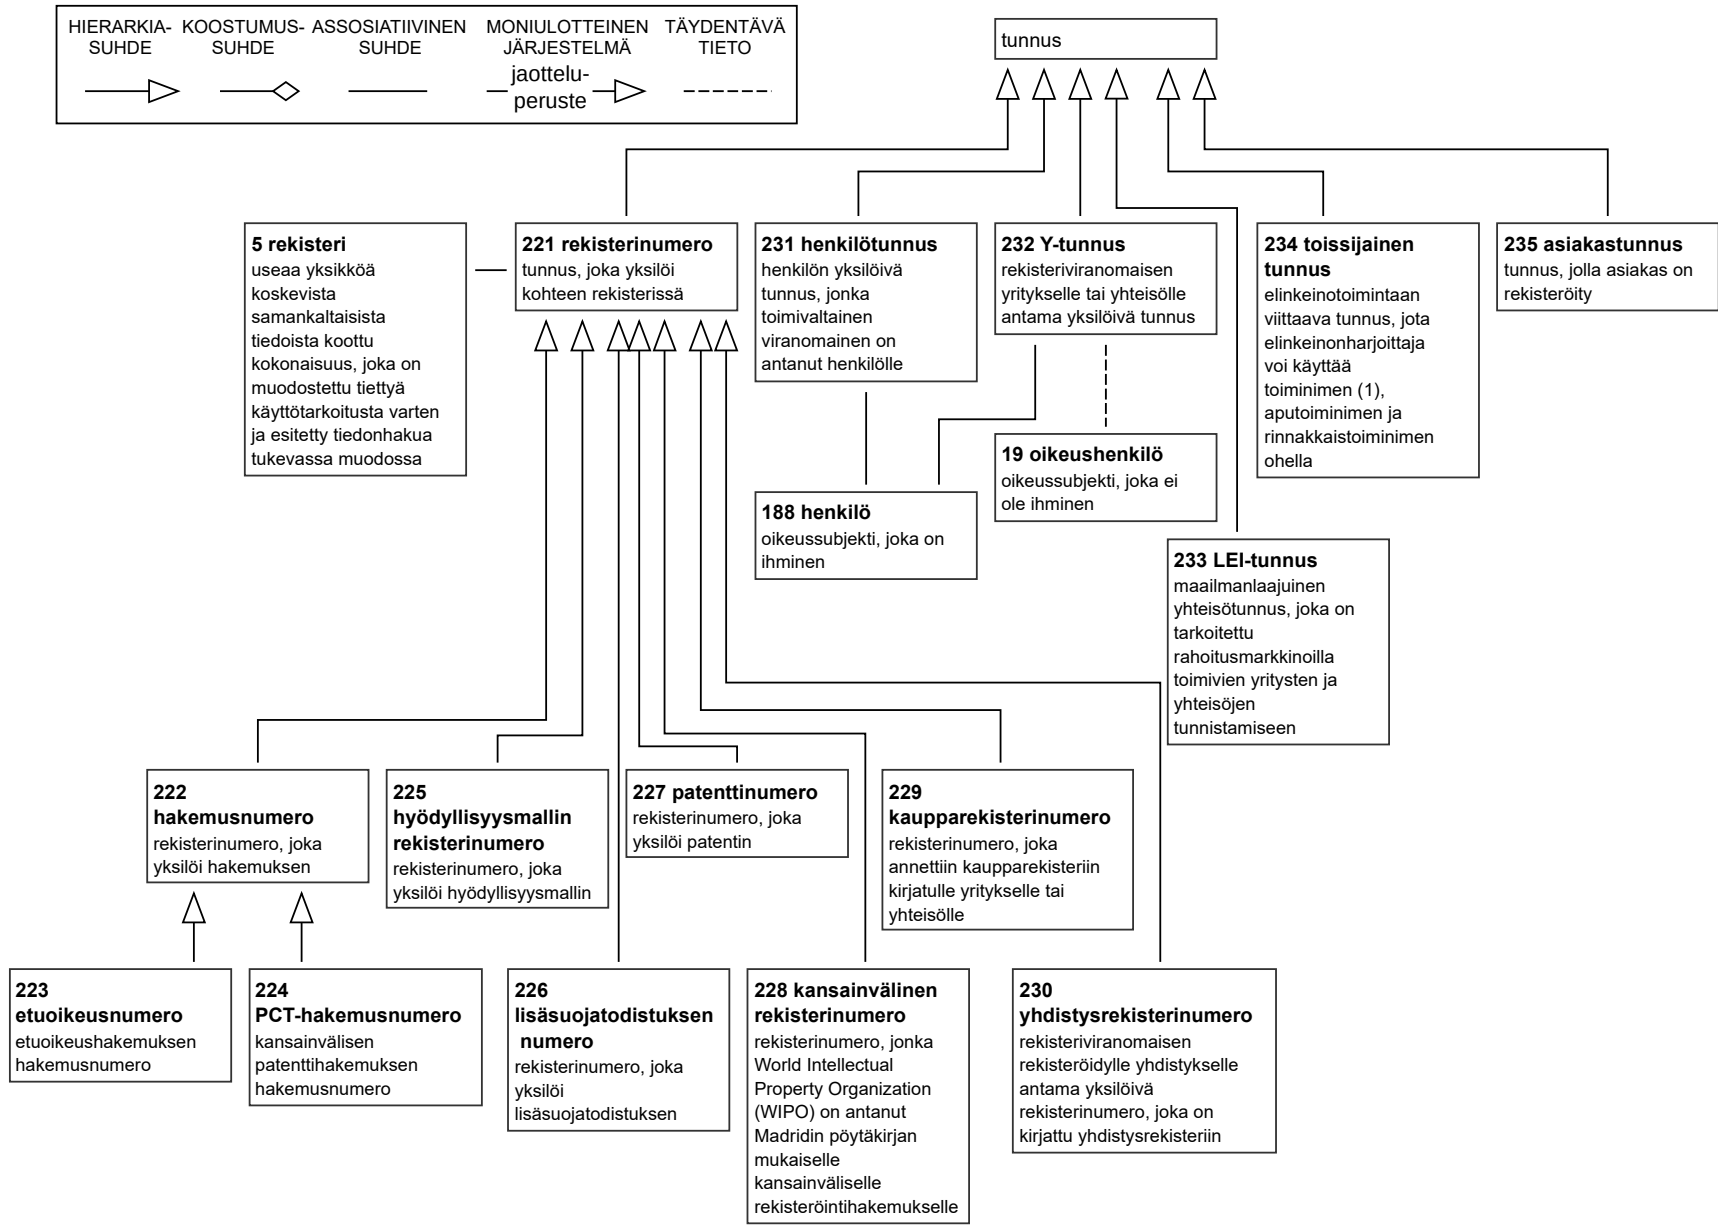 HIERARKIA-
SUHDE
KOOSTUMUS-
SUHDE
ASSOSIATIIVINEN
SUHDE
MONIULOTTEINEN
JÄRJESTELMÄ
jaottelu-
peruste
TÄYDENTÄVÄ
TIETO
tunnus
5 rekisteri
useaa yksikköä
koskevista
samankaltaisista
tiedoista koottu
kokonaisuus, joka on
muodostettu tiettyä
käyttötarkoitusta varten
ja esitetty tiedonhakua
tukevassa muodossa
221 rekisterinumero
tunnus, joka yksilöi
kohteen rekisterissä
231 henkilötunnus
henkilön yksilöivä
tunnus, jonka
toimivaltainen
viranomainen on
antanut henkilölle
232 Y-tunnus
rekisteriviranomaisen
yritykselle tai yhteisölle
antama yksilöivä tunnus
234 toissijainen
tunnus
elinkeinotoimintaan
viittaava tunnus, jota
elinkeinonharjoittaja
voi käyttää
toiminimen (1),
aputoiminimen ja
rinnakkaistoiminimen
ohella
235 asiakastunnus
tunnus, jolla asiakas on
rekisteröity
19 oikeushenkilö
oikeussubjekti, joka ei
ole ihminen
188 henkilö
oikeussubjekti, joka on
ihminen
233 LEI-tunnus
maailmanlaajuinen
yhteisötunnus, joka on
tarkoitettu
rahoitusmarkkinoilla
toimivien yritysten ja
yhteisöjen
tunnistamiseen
222
hakemusnumero
rekisterinumero, joka
yksilöi hakemuksen
225
hyödyllisyysmallin
rekisterinumero
rekisterinumero, joka
yksilöi hyödyllisyysmallin
227 patenttinumero
rekisterinumero, joka
yksilöi patentin
229
kaupparekisterinumero
rekisterinumero, joka
annettiin kaupparekisteriin
kirjatulle yritykselle tai
yhteisölle
223
etuoikeusnumero
etuoikeushakemuksen
hakemusnumero
224
PCT-hakemusnumero
kansainvälisen
patenttihakemuksen
hakemusnumero
226
lisäsuojatodistuksen
numero
rekisterinumero, joka
yksilöi
lisäsuojatodistuksen
228 kansainvälinen
rekisterinumero
rekisterinumero, jonka
World Intellectual
Property Organization
(WIPO) on antanut
Madridin pöytäkirjan
mukaiselle
kansainväliselle
rekisteröintihakemukselle
230
yhdistysrekisterinumero
rekisteriviranomaisen
rekisteröidylle yhdistykselle
antama yksilöivä
rekisterinumero, joka on
kirjattu yhdistysrekisteriin